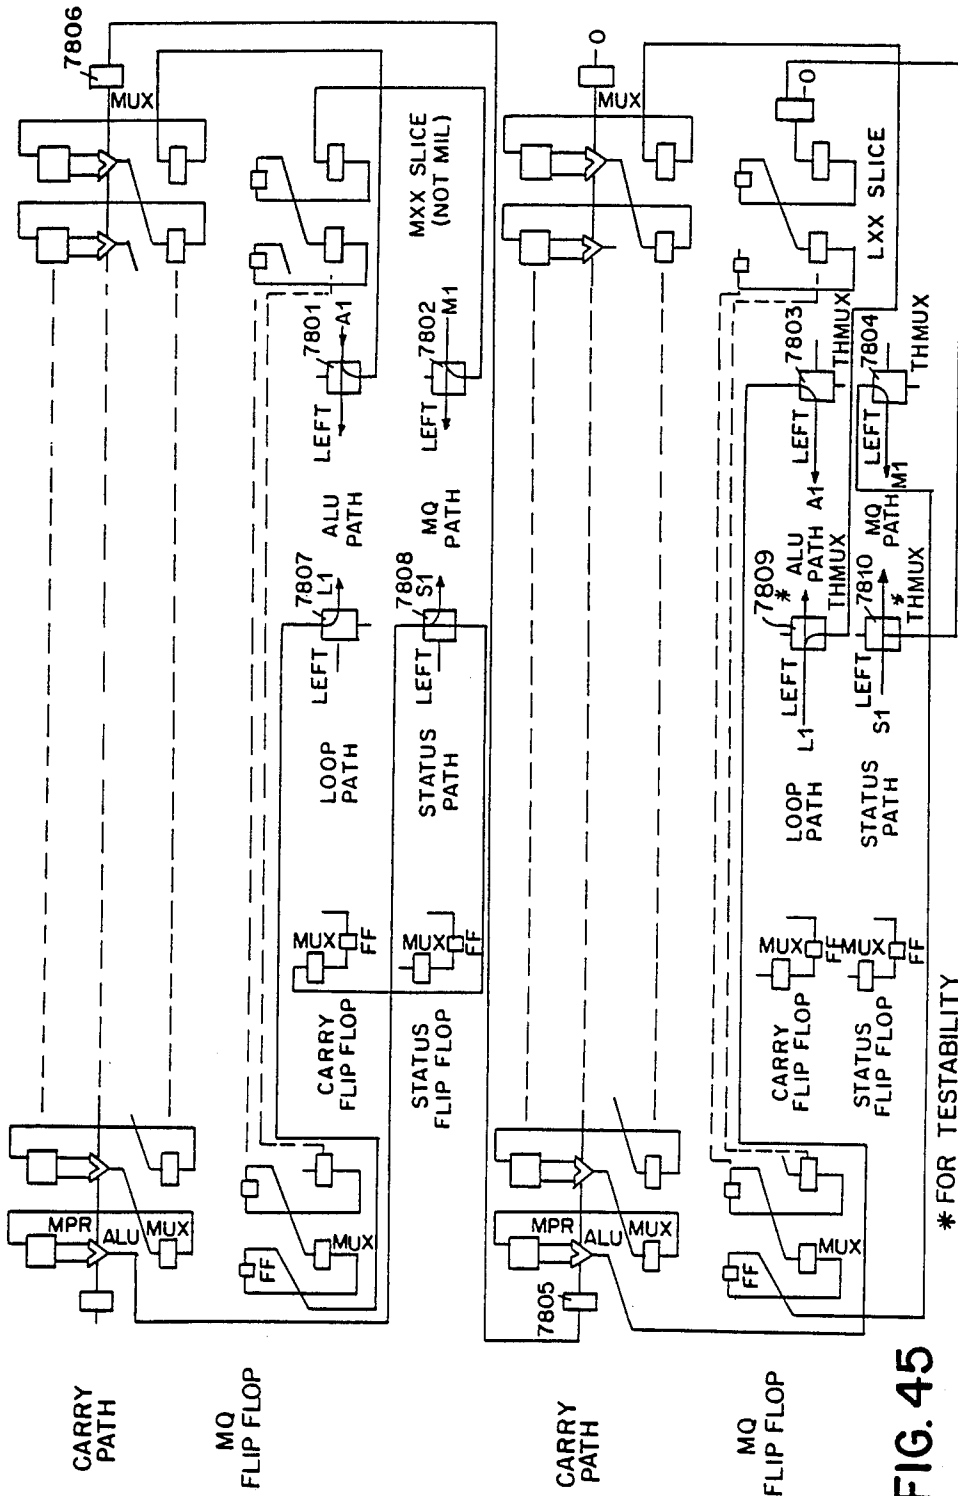 CARRY
PATH
MPR
ALU
MUX
MUX
7806
MQ
FLIP FLOP
FF
MUX
CARRY
FLIP FLOP
MUX
FF
LOOP
PATH
LEFT
7807
L1
ALU
PATH
LEFT
7801
A1
STATUS
FLIP FLOP
MUX
FF
STATUS
PATH
LEFT
7808
S1
MQ
PATH
LEFT
7802
M1
MXX SLICE
(NOT MIL)
CARRY
PATH
7805
MPR
ALU
MUX
MUX
0
MQ
FLIP FLOP
FF
MUX
0
CARRY
FLIP FLOP
MUX
FF
LOOP
PATH
L1
LEFT
7809
*
ALU
PATH
THMUX
A1
LEFT
7803
THMUX
STATUS
FLIP FLOP
MUX
FF
STATUS
PATH
S1
LEFT
7810
*
THMUX
MQ
PATH
M1
LEFT
7804
THMUX
LXX SLICE
* FOR TESTABILITY
FIG. 45